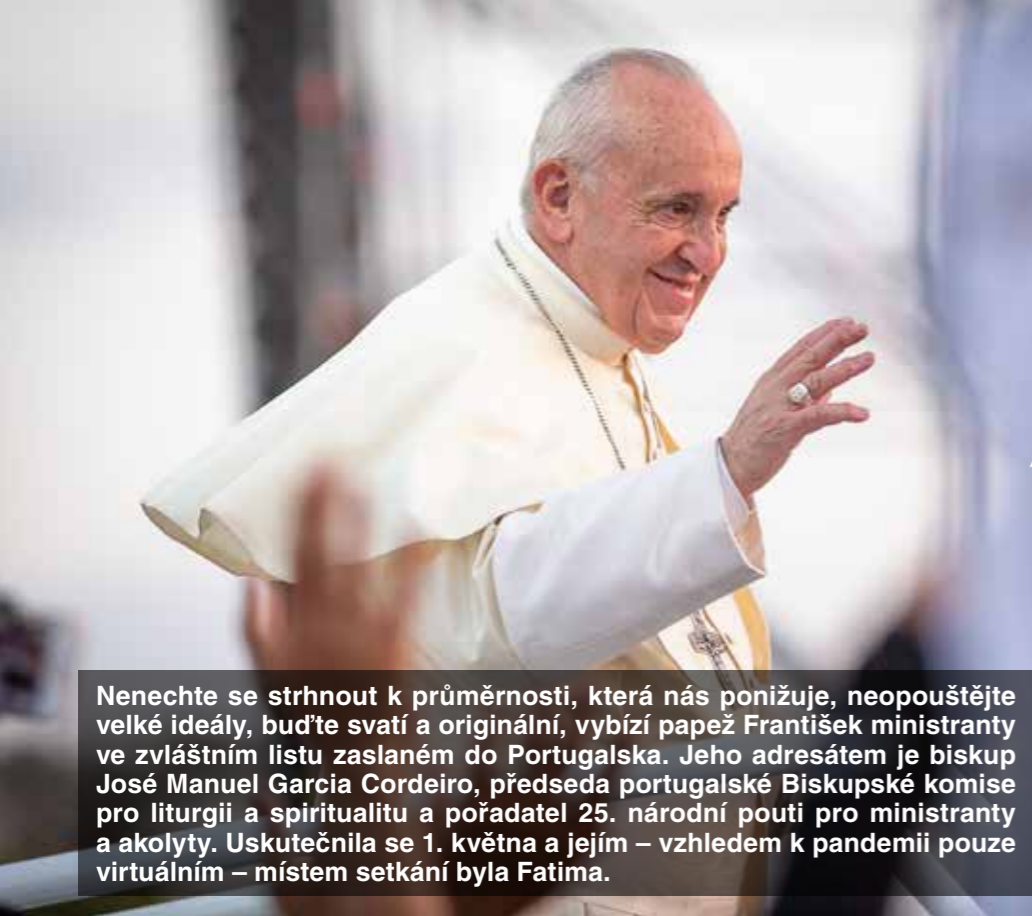 Nenechte se strhnout k průměrnosti, která nás ponižuje, neopouštějte
velké ideály, buďte svatí a originální, vybízí papež František ministranty
ve zvláštním listu zaslaném do Portugalska. Jeho adresátem je biskup
José Manuel Garcia Cordeiro, předseda portugalské Biskupské komise
pro liturgii a spiritualitu a pořadatel 25. národní pouti pro ministranty
a akolyty. Uskutečnila se 1. května a jejím – vzhledem k pandemii pouze
virtuálním – místem setkání byla Fatima.